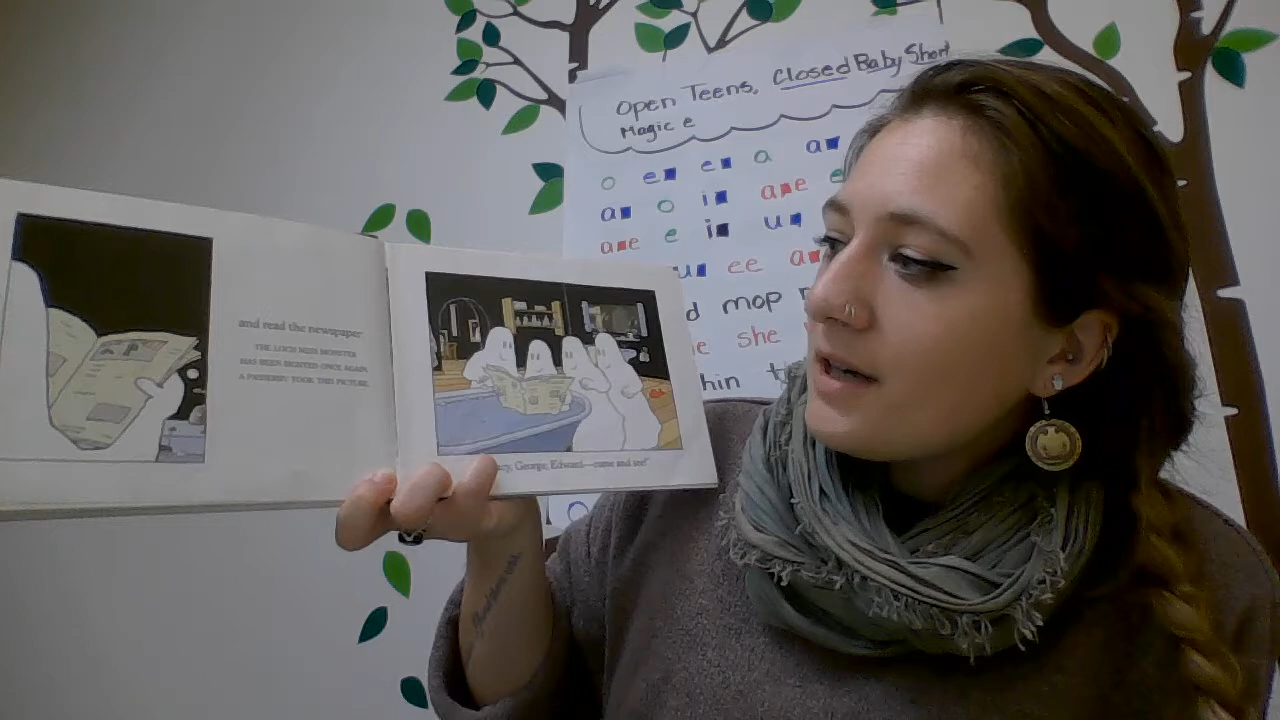 Open Teens, Closed Baby Short
Magic e
o e e a a
a o i a e e
a e e i u
u ee a
mop
she
hin
and read the newspaper
THE LOCH NESS MONSTER
HAS BEEN SIGHTED ONCE AGAIN.
A PASSERBY TOOK THIS PICTURE.
George, Edward—come and see!